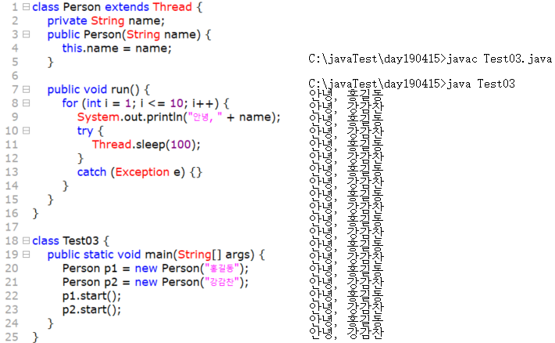 1 class Person extends Thread {
2 private String name;
3 public Person(String name) {
4 this.name = name;
5 }
6
7 public void run() {
8 for (int i = 1; i <= 10; i++) {
9 System.out.println("안녕, " + name);
10 try {
11 Thread.sleep(100);
12 }
13 catch (Exception e) {}
14 }
15 }
16 }
17
18 class Test03 {
19 public static void main(String[] args) {
20 Person p1 = new Person("홍길동");
21 Person p2 = new Person("강감찬");
22 p1.start();
23 p2.start();
24 }
25 }
C:\javaTest\day190415>javac Test03.java
C:\javaTest\day190415>java Test03
안녕, 홍길동
안녕, 강감찬
안녕, 홍길동
안녕, 강감찬
안녕, 홍길동
안녕, 강감찬
안녕, 홍길동
안녕, 강감찬
안녕, 홍길동
안녕, 강감찬
안녕, 홍길동
안녕, 강감찬
안녕, 홍길동
안녕, 강감찬
안녕, 홍길동
안녕, 강감찬
안녕, 홍길동
안녕, 강감찬
안녕, 홍길동
안녕, 강감찬